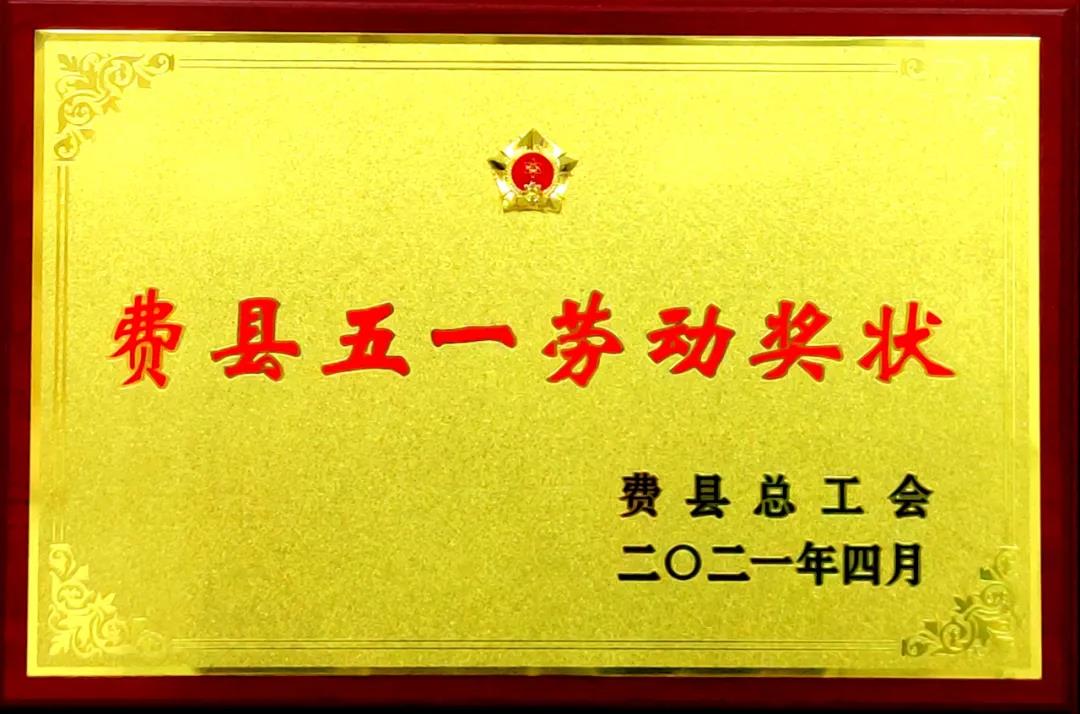 费县五一劳动奖状
费县总工会
二〇二一年四月